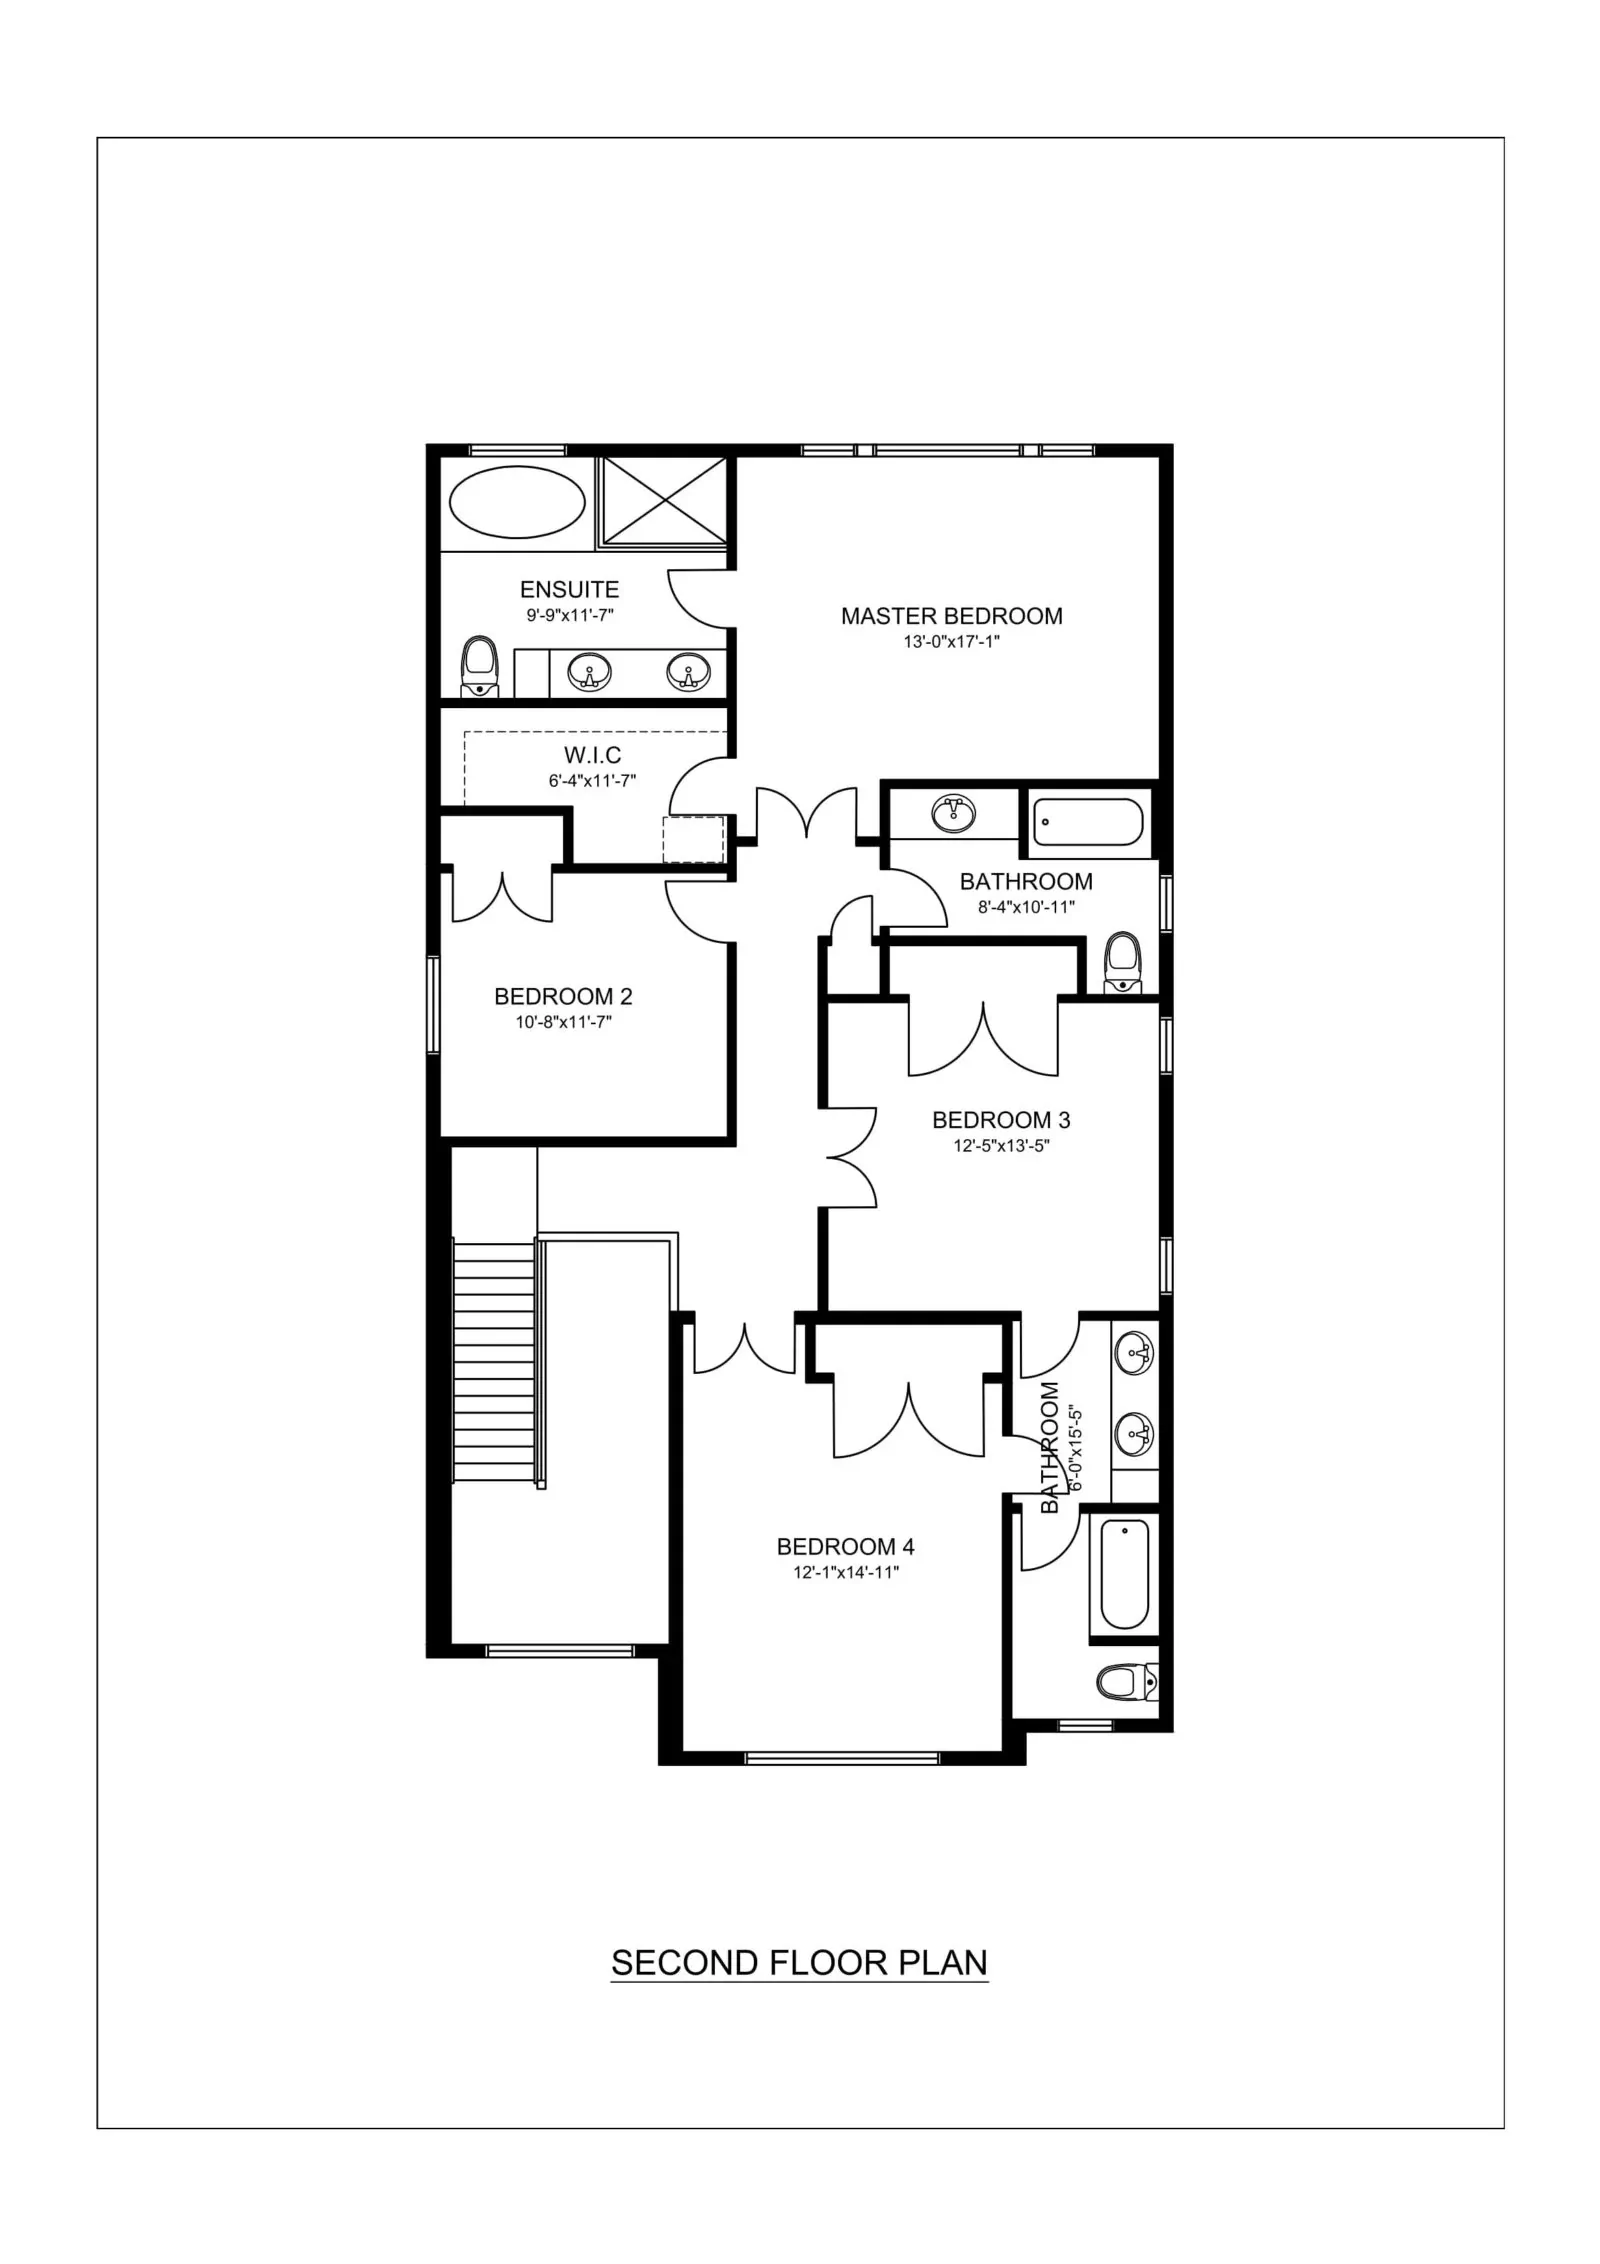 ENSUITE
9'-9"x11'-7"
MASTER BEDROOM
13'-0"x17'-1"
W.I.C
6'-4"x11'-7"
BATHROOM
8'-4"x10'-11"
BEDROOM 2
10'-8"x11'-7"
BEDROOM 3
12'-5"x13'-5"
BATHROOM
6'-0"x15'-5"
BEDROOM 4
12'-1"x14'-11"
SECOND FLOOR PLAN